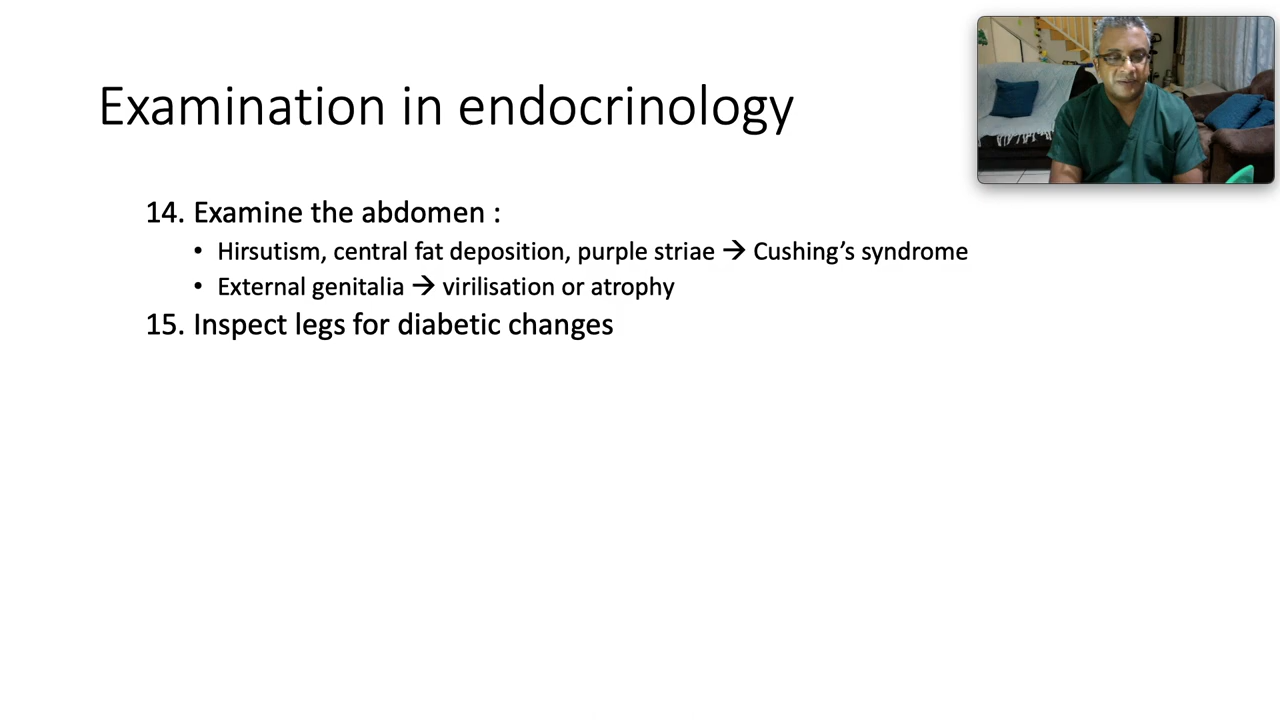 Examination in endocrinology
14. Examine the abdomen :
• Hirsutism, central fat deposition, purple striae → Cushing’s syndrome
• External genitalia → virilisation or atrophy
15. Inspect legs for diabetic changes